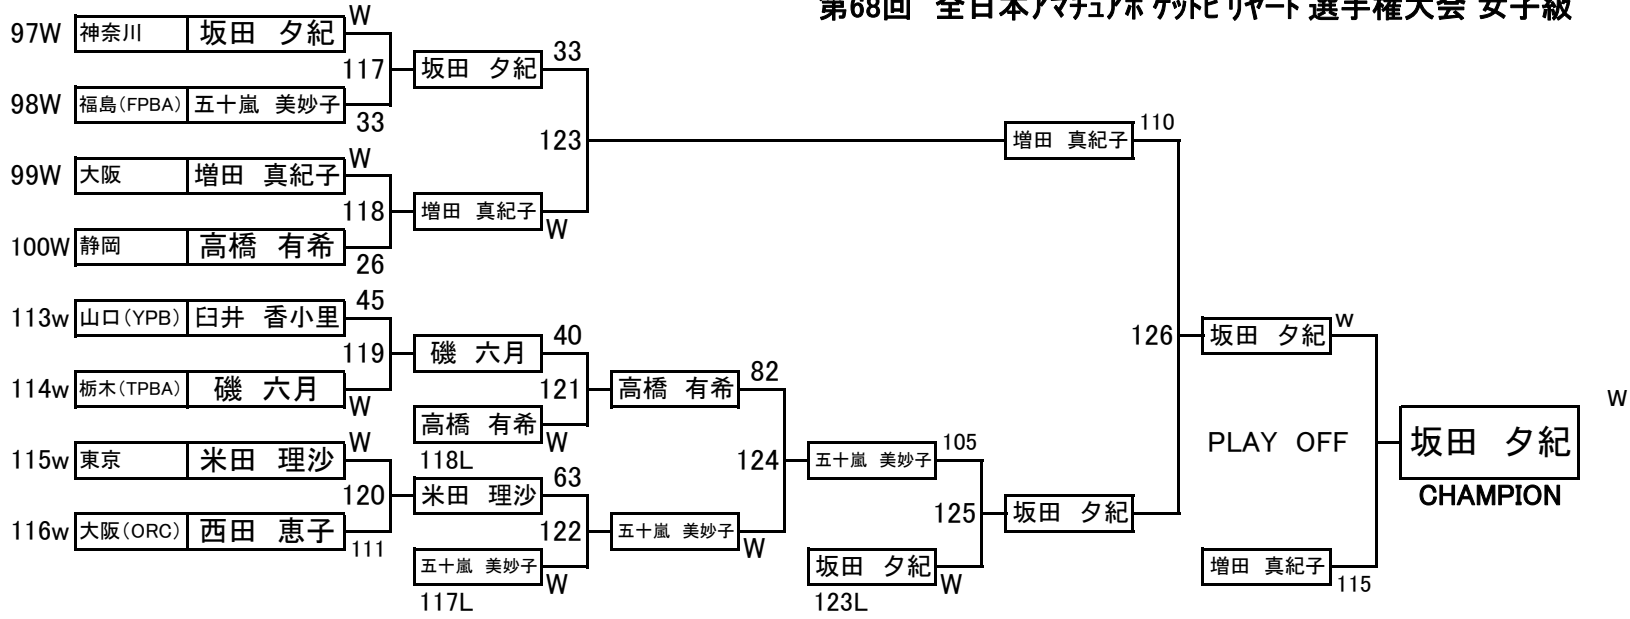 第68回 全日本アマチュアポケットビリヤード選手権大会 女子級
97W 神奈川 坂田 夕紀 W
117 坂田 夕紀 33
98W 福島(FPBA) 五十嵐 美妙子 33
123 増田 真紀子 110
99W 大阪 増田 真紀子 W
118 増田 真紀子 W
100W 静岡 高橋 有希 26
113w 山口(YPB) 臼井 香小里 45
119 磯 六月 40
126 坂田 夕紀 w
114w 栃木(TPBA) 磯 六月 W
121 高橋 有希 82
高橋 有希 W
118L
W
PLAY OFF 坂田 夕紀
CHAMPION
115w 東京 米田 理沙 W
124 五十嵐 美妙子 105
120 米田 理沙 63
125 坂田 夕紀
116w 大阪(ORC) 西田 恵子 111
122 五十嵐 美妙子 W
五十嵐 美妙子 W
117L
坂田 夕紀 W
123L
増田 真紀子 115